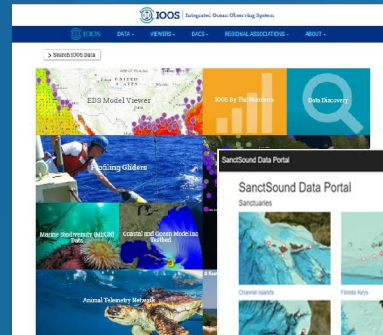 IOOS Integrated Ocean Observing System
IOOS DATA VIEWERS DACS REGIONAL ASSOCIATIONS ABOUT
> Search IOOS Data
EDS Model Viewer
IOOS By The Numbers
Data Discovery
Profiling Gliders
SanctSound Data Portal
SanctSound Data Portal
Sanctuaries
Marine Biodiversity (MBON) Data
Coastal and Ocean Modeling Testbed
Channel Islands
Florida Keys
Animal Telemetry Network